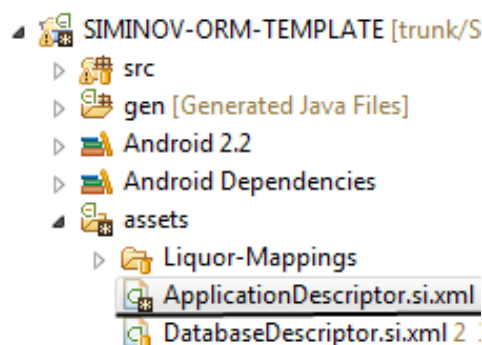 SIMINOV-ORM-TEMPLATE [trunk/S
src
gen [Generated Java Files]
Android 2.2
Android Dependencies
assets
Liquor-Mappings
ApplicationDescriptor.si.xml
DatabaseDescriptor.si.xml 2